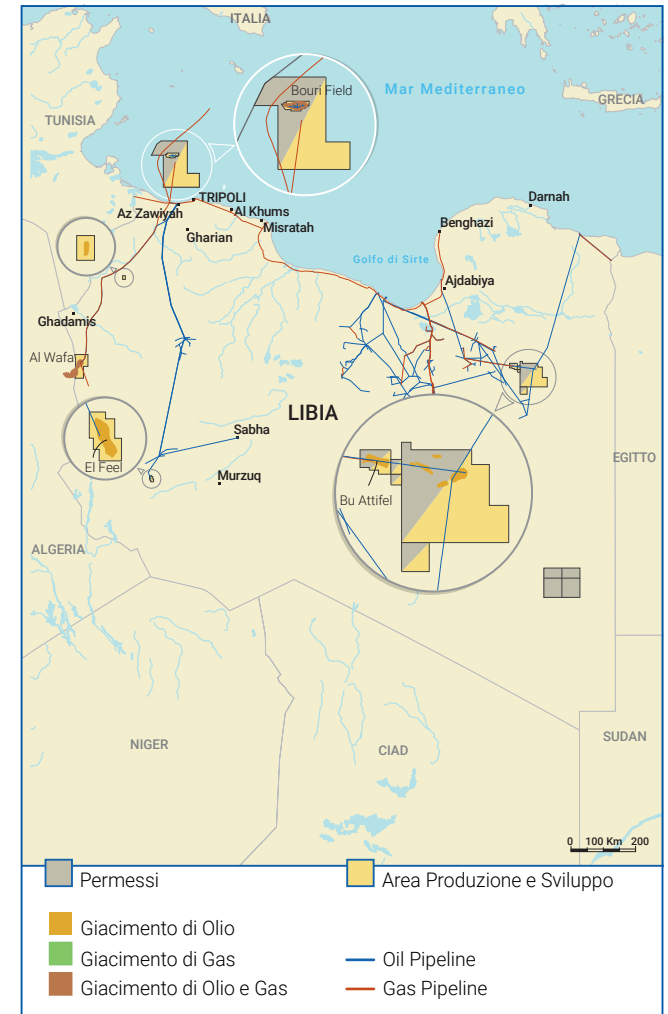 ITALIA
Bouri Field
Mar Mediterraneo
GRECIA
TUNISIA
TRIPOLI
Darnah
Az Zawiyah
Al Khums
Misratah
Benghazi
Gharian
Golfo di Sirte
Ajdabiya
Ghadamis
Al Wafa
LIBIA
Sabha
El Feel
EGITTO
Murzuq
Bu Attifel
ALGERIA
NIGER
CIAD
SUDAN
0 100 Km 200
Permessi
Area Produzione e Sviluppo
Giacimento di Olio
Giacimento di Gas
Oil Pipeline
Giacimento di Olio e Gas
Gas Pipeline